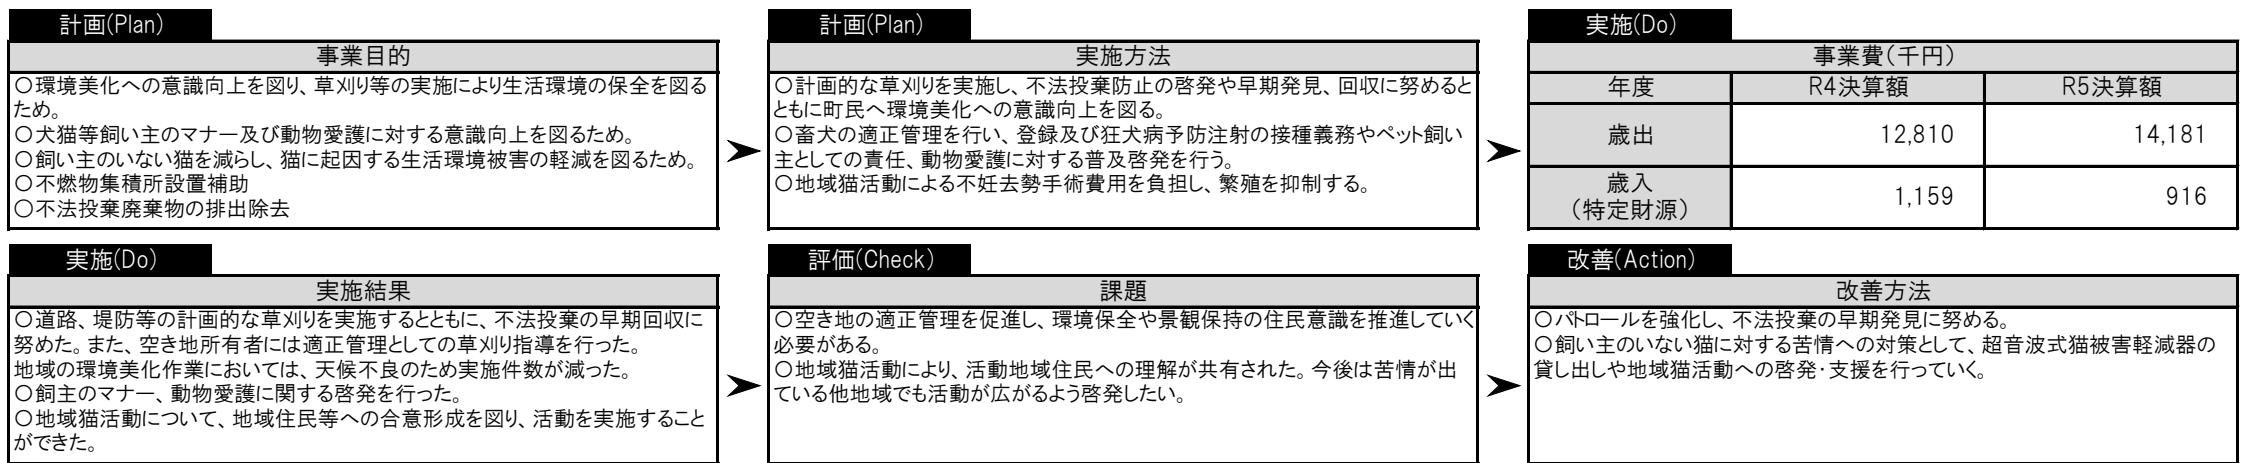 計画(Plan)
事業目的
○環境美化への意識向上を図り、草刈り等の実施により生活環境の保全を図る
ため。
○犬猫等飼い主のマナー及び動物愛護に対する意識向上を図るため。
○飼い主のいない猫を減らし、猫に起因する生活環境被害の軽減を図るため。
○不燃物集積所設置補助
○不法投棄廃棄物の排出除去
計画(Plan)
実施方法
○計画的な草刈りを実施し、不法投棄防止の啓発や早期発見、回収に努めると
ともに町民へ環境美化への意識向上を図る。
○畜犬の適正管理を行い、登録及び狂犬病予防注射の接種義務やペット飼い
主としての責任、動物愛護に対する普及啓発を行う。
○地域猫活動による不妊去勢手術費用を負担し、繁殖を抑制する。
実施(Do)
事業費(千円)
年度 R4決算額 R5決算額
歳出 12,810 14,181
歳入
(特定財源) 1,159 916
実施(Do)
実施結果
○道路、堤防等の計画的な草刈りを実施するとともに、不法投棄の早期回収に
努めた。また、空き地所有者には適正管理としての草刈り指導を行った。
地域の環境美化作業においては、天候不良のため実施件数が減った。
○飼主のマナー、動物愛護に関する啓発を行った。
○地域猫活動について、地域住民等への合意形成を図り、活動を実施すること
ができた。
評価(Check)
課題
○空き地の適正管理を促進し、環境保全や景観保持の住民意識を推進していく
必要がある。
○地域猫活動により、活動地域住民への理解が共有された。今後は苦情が出
ている他地域でも活動が広がるよう啓発したい。
改善(Action)
改善方法
○パトロールを強化し、不法投棄の早期発見に努める。
○飼い主のいない猫に対する苦情への対策として、超音波式猫被害軽減器の
貸し出しや地域猫活動への啓発・支援を行っていく。